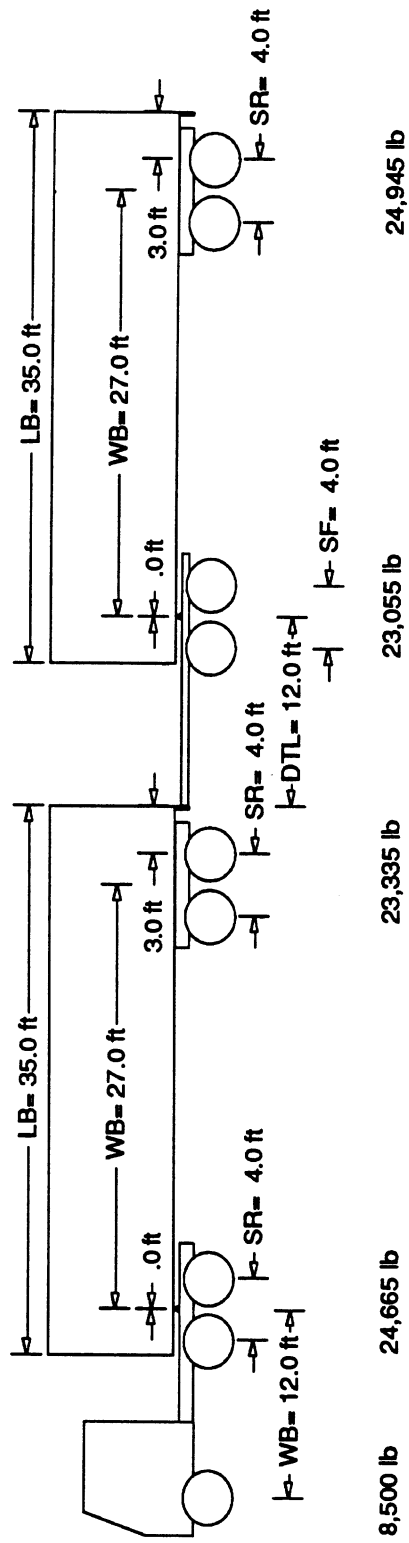 LB= 35.0 ft
LB= 35.0 ft
WB= 27.0 ft
WB= 27.0 ft
.0 ft
3.0 ft
.0 ft
3.0 ft
SR= 4.0 ft
SR= 4.0 ft
SR= 4.0 ft
WB= 12.0 ft
DTL= 12.0 ft
SF= 4.0 ft
8,500 lb
24,665 lb
23,335 lb
23,055 lb
24,945 lb